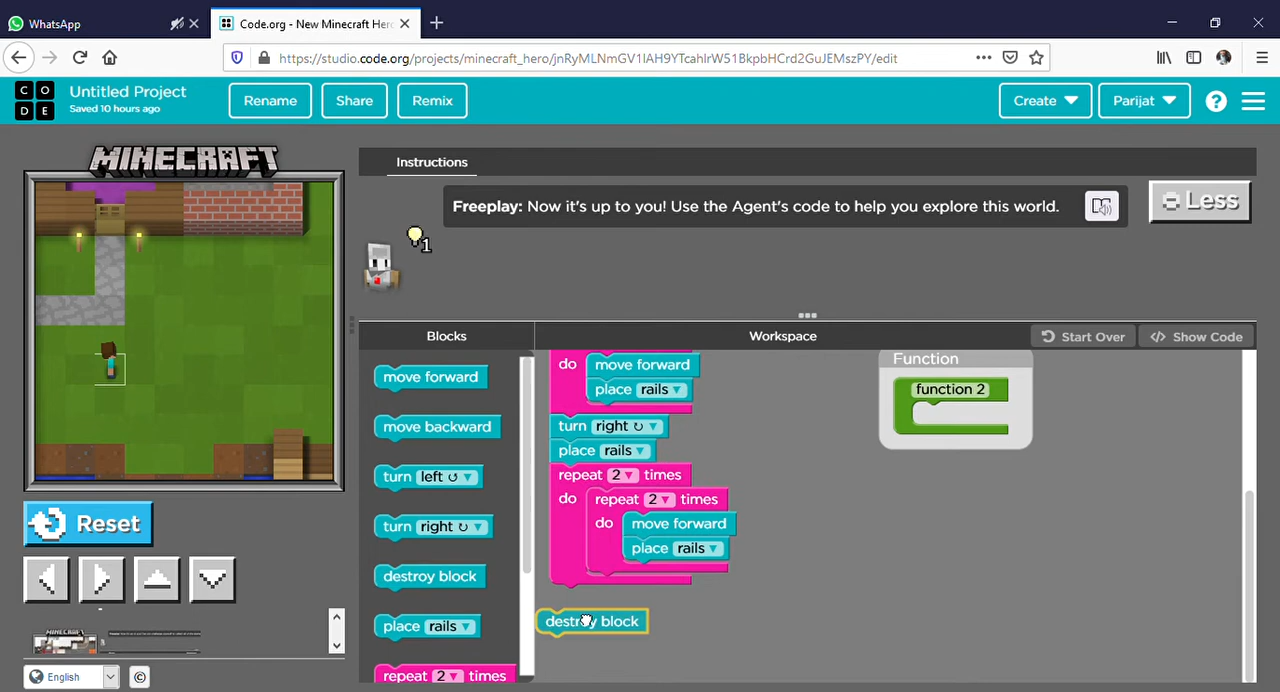 WhatsApp
Code.org - New Minecraft Her
https://studio.code.org/projects/minecraft_hero/jnRyMLNmGV1IAH9YTcahIrW51BkpbHCrd2GuJEMszPY/edit
C O D E
Untitled Project
Saved 10 hours ago
Rename
Share
Remix
Create
Parijat
?
MINECRAFT
Instructions
Freeplay: Now it's up to you! Use the Agent's code to help you explore this world.
Less
1
Blocks
Workspace
Start Over
Show Code
move forward
move backward
turn left ↺
turn right ↻
destroy block
place rails
repeat 2 times
do move forward
place rails
turn right ↻
place rails
repeat 2 times
do repeat 2 times
do move forward
place rails
destroy block
Function
function 2
Reset
English
©